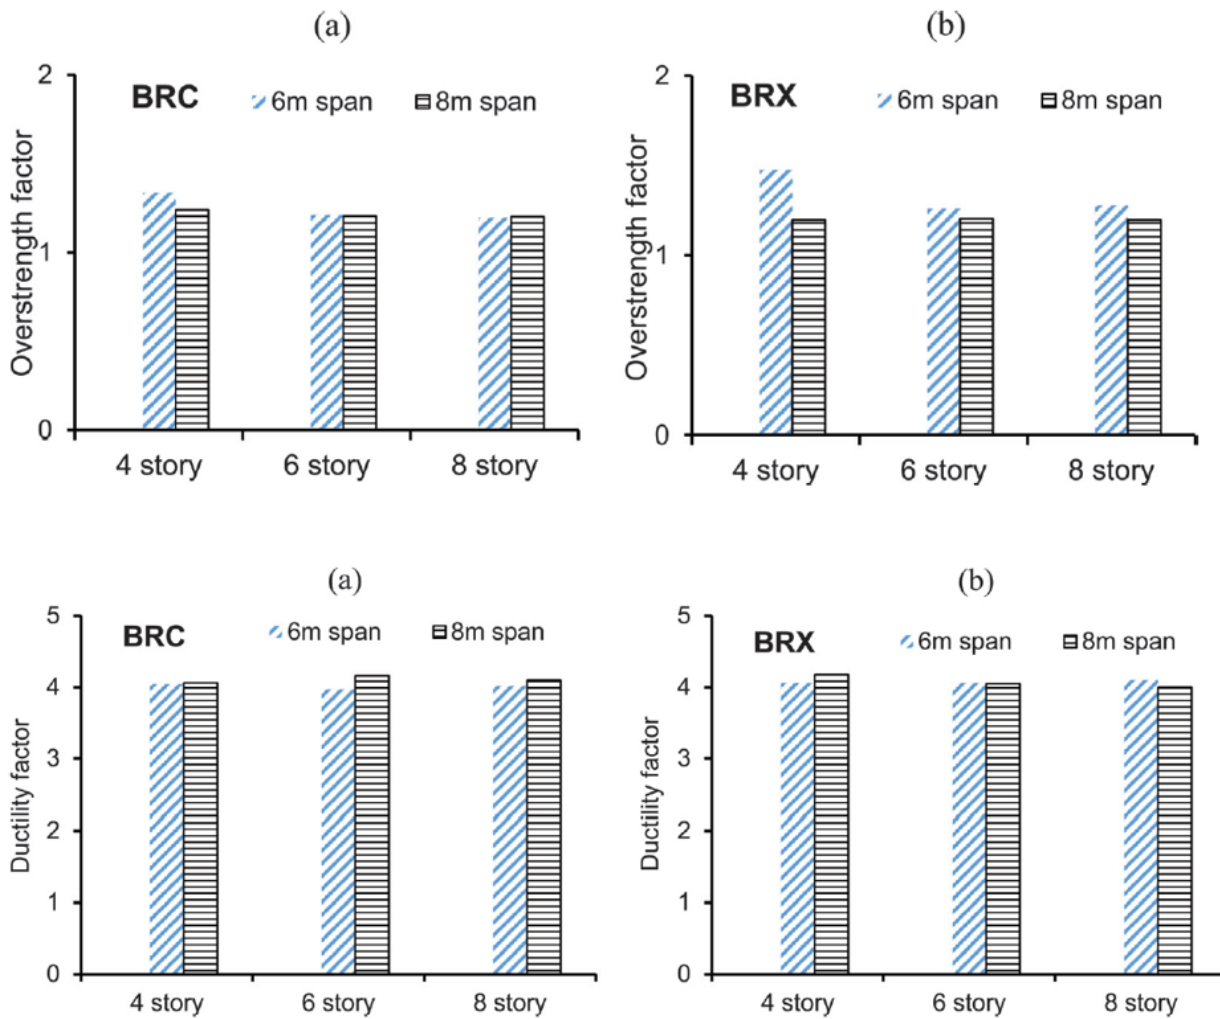 (a)
2
BRC
6m span
8m span
Overstrength factor
1
0
4 story
6 story
8 story
(b)
2
BRX
6m span
8m span
Overstrength factor
1
0
4 story
6 story
8 story
(a)
5
BRC
6m span
8m span
4
3
Ductility factor
2
1
0
4 story
6 story
8 story
(b)
5
BRX
6m span
8m span
4
3
Ductility factor
2
1
0
4 story
6 story
8 story